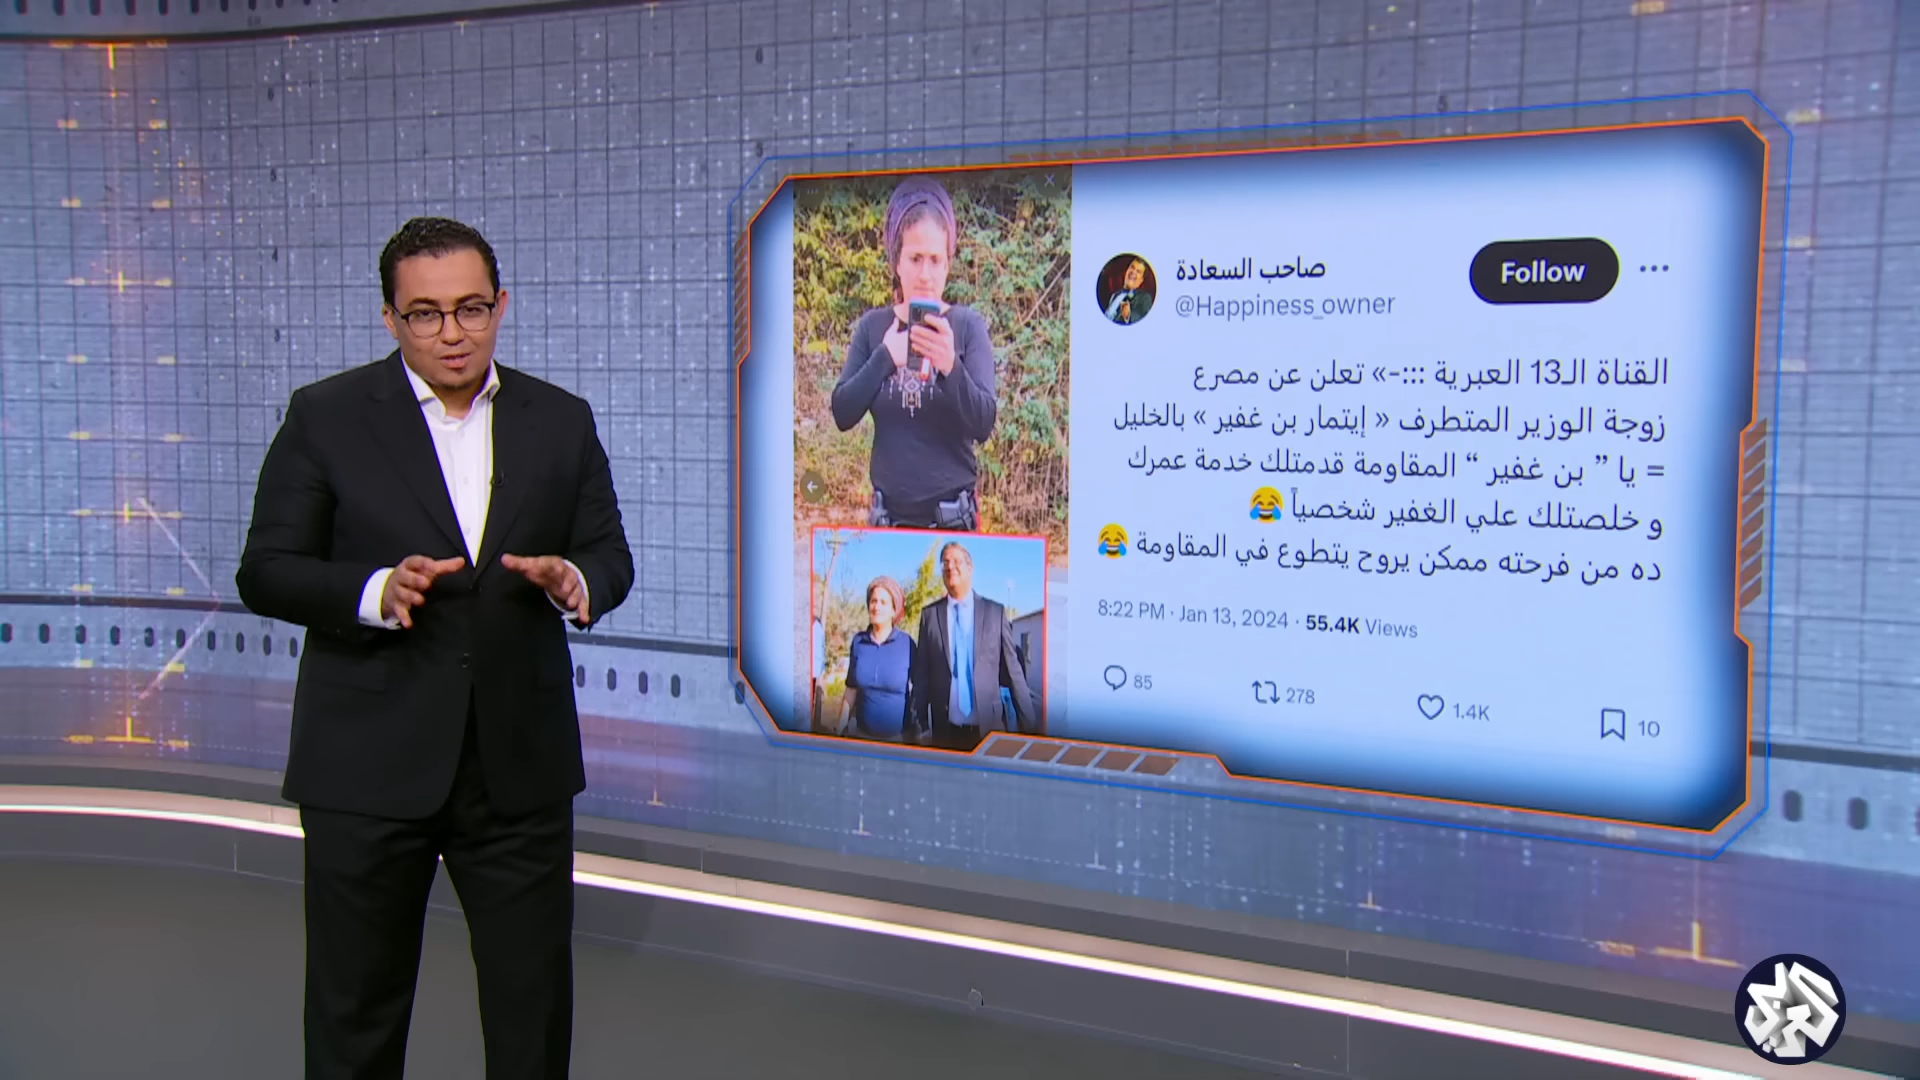 صاحب السعادة
@Happiness_owner
Follow
القناة الـ13 العبرية :::-» تعلن عن مصرع
زوجة الوزير المتطرف « إيتمار بن غفير » بالخليل
= يا ” بن غفير “ المقاومة قدمتلك خدمة عمرك
و خلصتلك علي الغفير شخصياً 😂
ده من فرحته ممكن يروح يتطوع في المقاومة 😂
8:22 PM · Jan 13, 2024 · 55.4K Views
85 278 1.4K 10
العربي